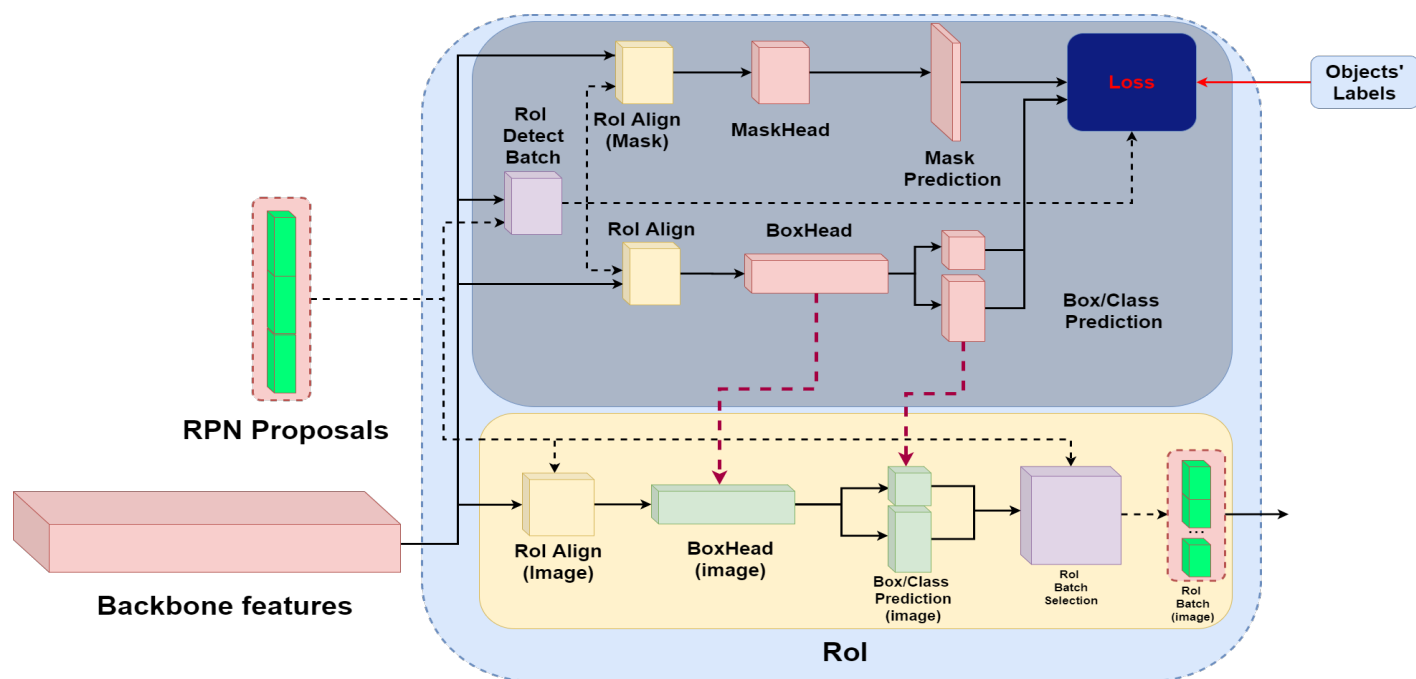 RoI
Detect
Batch
RoI Align
(Mask)
MaskHead
Mask
Prediction
Loss
Objects'
Labels
RoI Align
BoxHead
Box/Class
Prediction
RPN Proposals
Backbone features
RoI Align
(Image)
BoxHead
(image)
Box/Class
Prediction
(image)
RoI
Batch
Selection
...
RoI
Batch
(image)
RoI